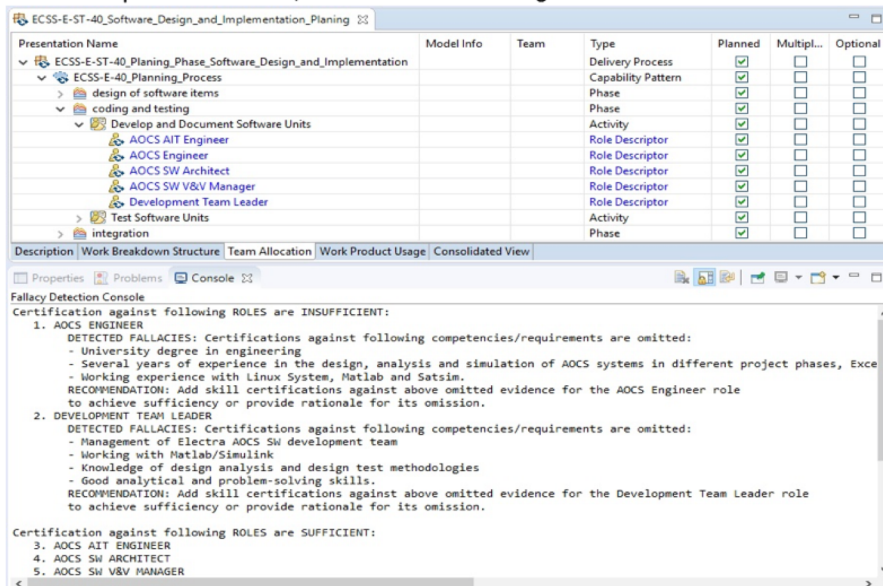 ECSS-E-ST-40_Software_Design_and_Implementation_Planing
Presentation Name Model Info Team Type Planned Multipl... Optional
ECSS-E-ST-40_Planing_Phase_Software_Design_and_Implementation Delivery Process
ECSS-E-40_Planning_Process Capability Pattern
design of software items Phase
coding and testing Phase
Develop and Document Software Units Activity
AOCS AIT Engineer Role Descriptor
AOCS Engineer Role Descriptor
AOCS SW Architect Role Descriptor
AOCS SW V&V Manager Role Descriptor
Development Team Leader Role Descriptor
Test Software Units Activity
integration Phase
Description Work Breakdown Structure Team Allocation Work Product Usage Consolidated View
Properties Problems Console
Fallacy Detection Console
Certification against following ROLES are INSUFFICIENT:
1. AOCS ENGINEER
DETECTED FALLACIES: Certifications against following competencies/requirements are omitted:
- University degree in engineering
- Several years of experience in the design, analysis and simulation of AOCS systems in different project phases, Exce
- Working experience with Linux System, Matlab and Satsim.
RECOMMENDATION: Add skill certifications against above omitted evidence for the AOCS Engineer role
to achieve sufficiency or provide rationale for its omission.
2. DEVELOPMENT TEAM LEADER
DETECTED FALLACIES: Certifications against following competencies/requirements are omitted:
- Management of Electra AOCS SW development team
- Working with Matlab/Simulink
- Knowledge of design analysis and design test methodologies
- Good analytical and problem-solving skills.
RECOMMENDATION: Add skill certifications against above omitted evidence for the Development Team Leader role
to achieve sufficiency or provide rationale for its omission.
Certification against following ROLES are SUFFICIENT:
3. AOCS AIT ENGINEER
4. AOCS SW ARCHITECT
5. AOCS SW V&V MANAGER